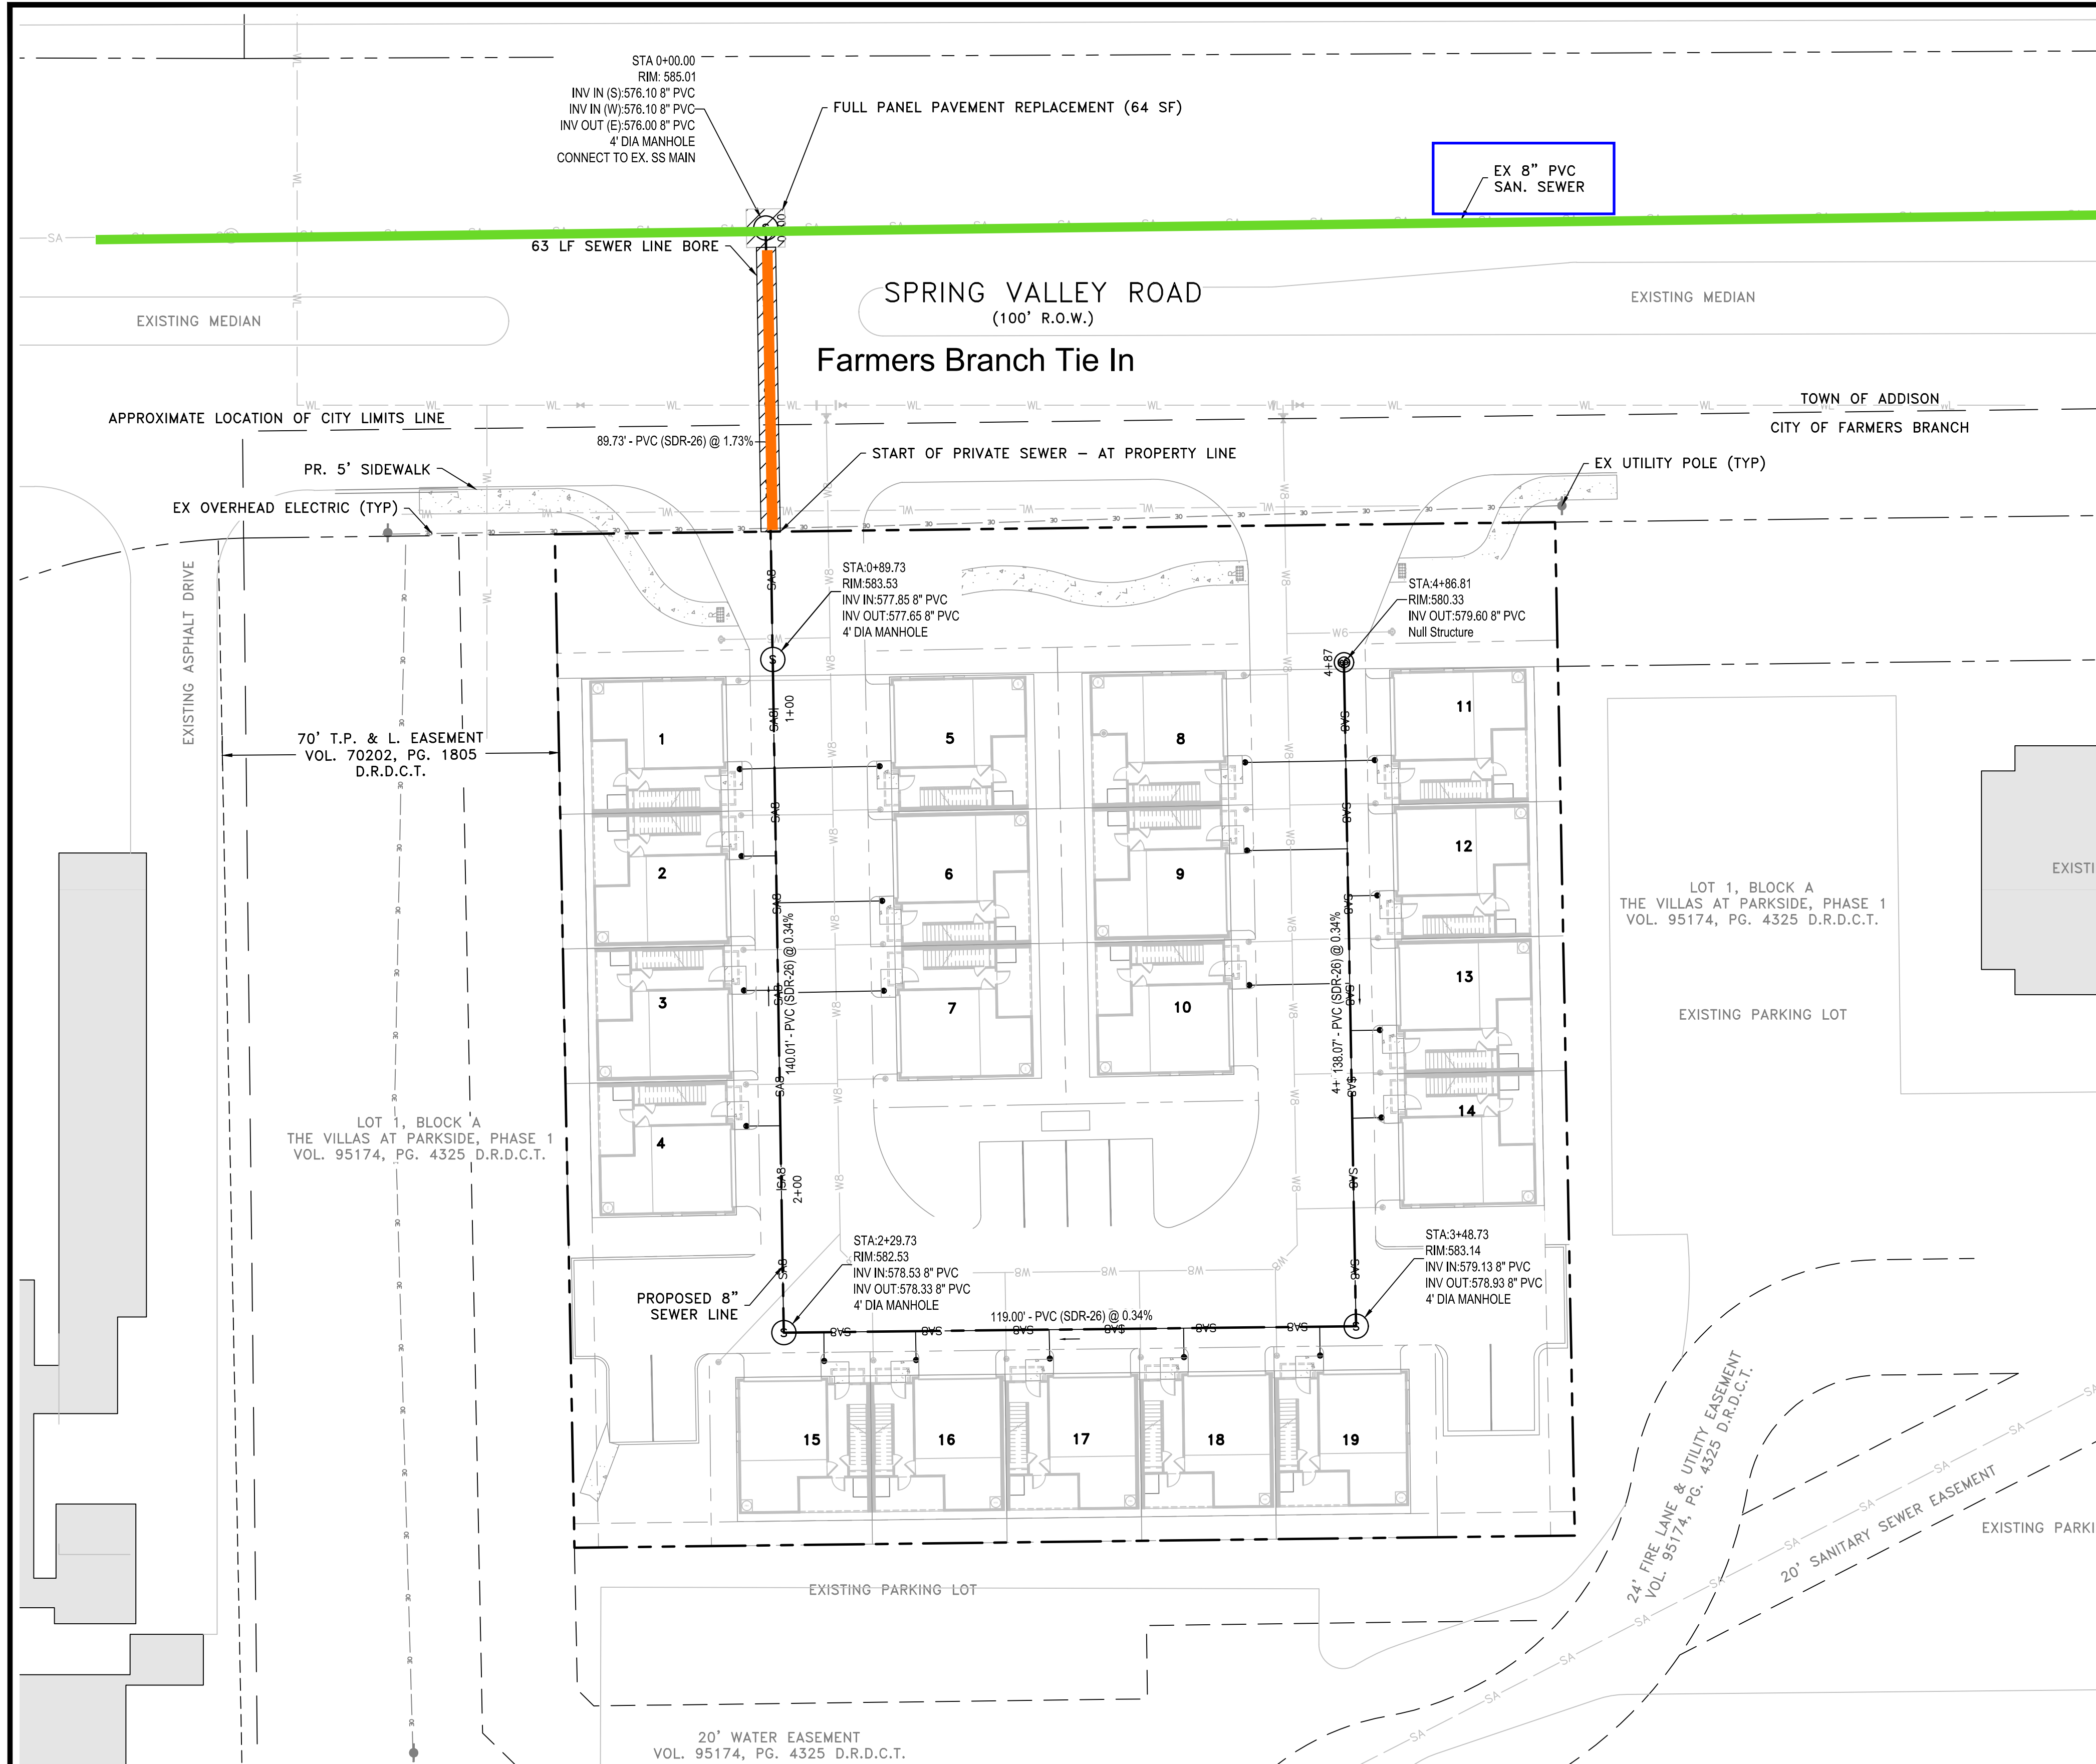 STA 0+00.00
RIM: 585.01
INV IN (S):576.10 8" PVC
INV IN (W):576.10 8" PVC
INV OUT (E):576.00 8" PVC
4' DIA MANHOLE
CONNECT TO EX. SS MAIN
FULL PANEL PAVEMENT REPLACEMENT (64 SF)
EX 8" PVC
SAN. SEWER
63 LF SEWER LINE BORE
SPRING VALLEY ROAD
(100' R.O.W.)
EXISTING MEDIAN
EXISTING MEDIAN
Farmers Branch Tie In
APPROXIMATE LOCATION OF CITY LIMITS LINE
TOWN OF ADDISON
CITY OF FARMERS BRANCH
89.73' - PVC (SDR-26) @ 1.73%
START OF PRIVATE SEWER – AT PROPERTY LINE
PR. 5' SIDEWALK
EX UTILITY POLE (TYP)
EX OVERHEAD ELECTRIC (TYP)
EXISTING ASPHALT DRIVE
STA:0+89.73
RIM:583.53
INV IN:577.85 8" PVC
INV OUT:577.65 8" PVC
4' DIA MANHOLE
STA:4+86.81
RIM:580.33
INV OUT:579.60 8" PVC
Null Structure
4+87
1+00
70' T.P. & L. EASEMENT
VOL. 70202, PG. 1805
D.R.D.C.T.
1
5
8
11
2
6
9
12
3
7
10
13
4
14
140.01' - PVC (SDR-26) @ 0.34%
4+
138.07' - PVC (SDR-26) @ 0.34%
2+00
LOT 1, BLOCK A
THE VILLAS AT PARKSIDE, PHASE 1
VOL. 95174, PG. 4325 D.R.D.C.T.
EXISTI
EXISTING PARKING LOT
LOT 1, BLOCK A
THE VILLAS AT PARKSIDE, PHASE 1
VOL. 95174, PG. 4325 D.R.D.C.T.
STA:2+29.73
RIM:582.53
INV IN:578.53 8" PVC
INV OUT:578.33 8" PVC
4' DIA MANHOLE
STA:3+48.73
RIM:583.14
INV IN:579.13 8" PVC
INV OUT:578.93 8" PVC
4' DIA MANHOLE
PROPOSED 8"
SEWER LINE
119.00' - PVC (SDR-26) @ 0.34%
15
16
17
18
19
24' FIRE LANE & UTILITY EASEMENT
VOL. 95174, PG. 4325 D.R.D.C.T.
20' SANITARY SEWER EASEMENT
EXISTING PARKI
EXISTING PARKING LOT
20' WATER EASEMENT
VOL. 95174, PG. 4325 D.R.D.C.T.